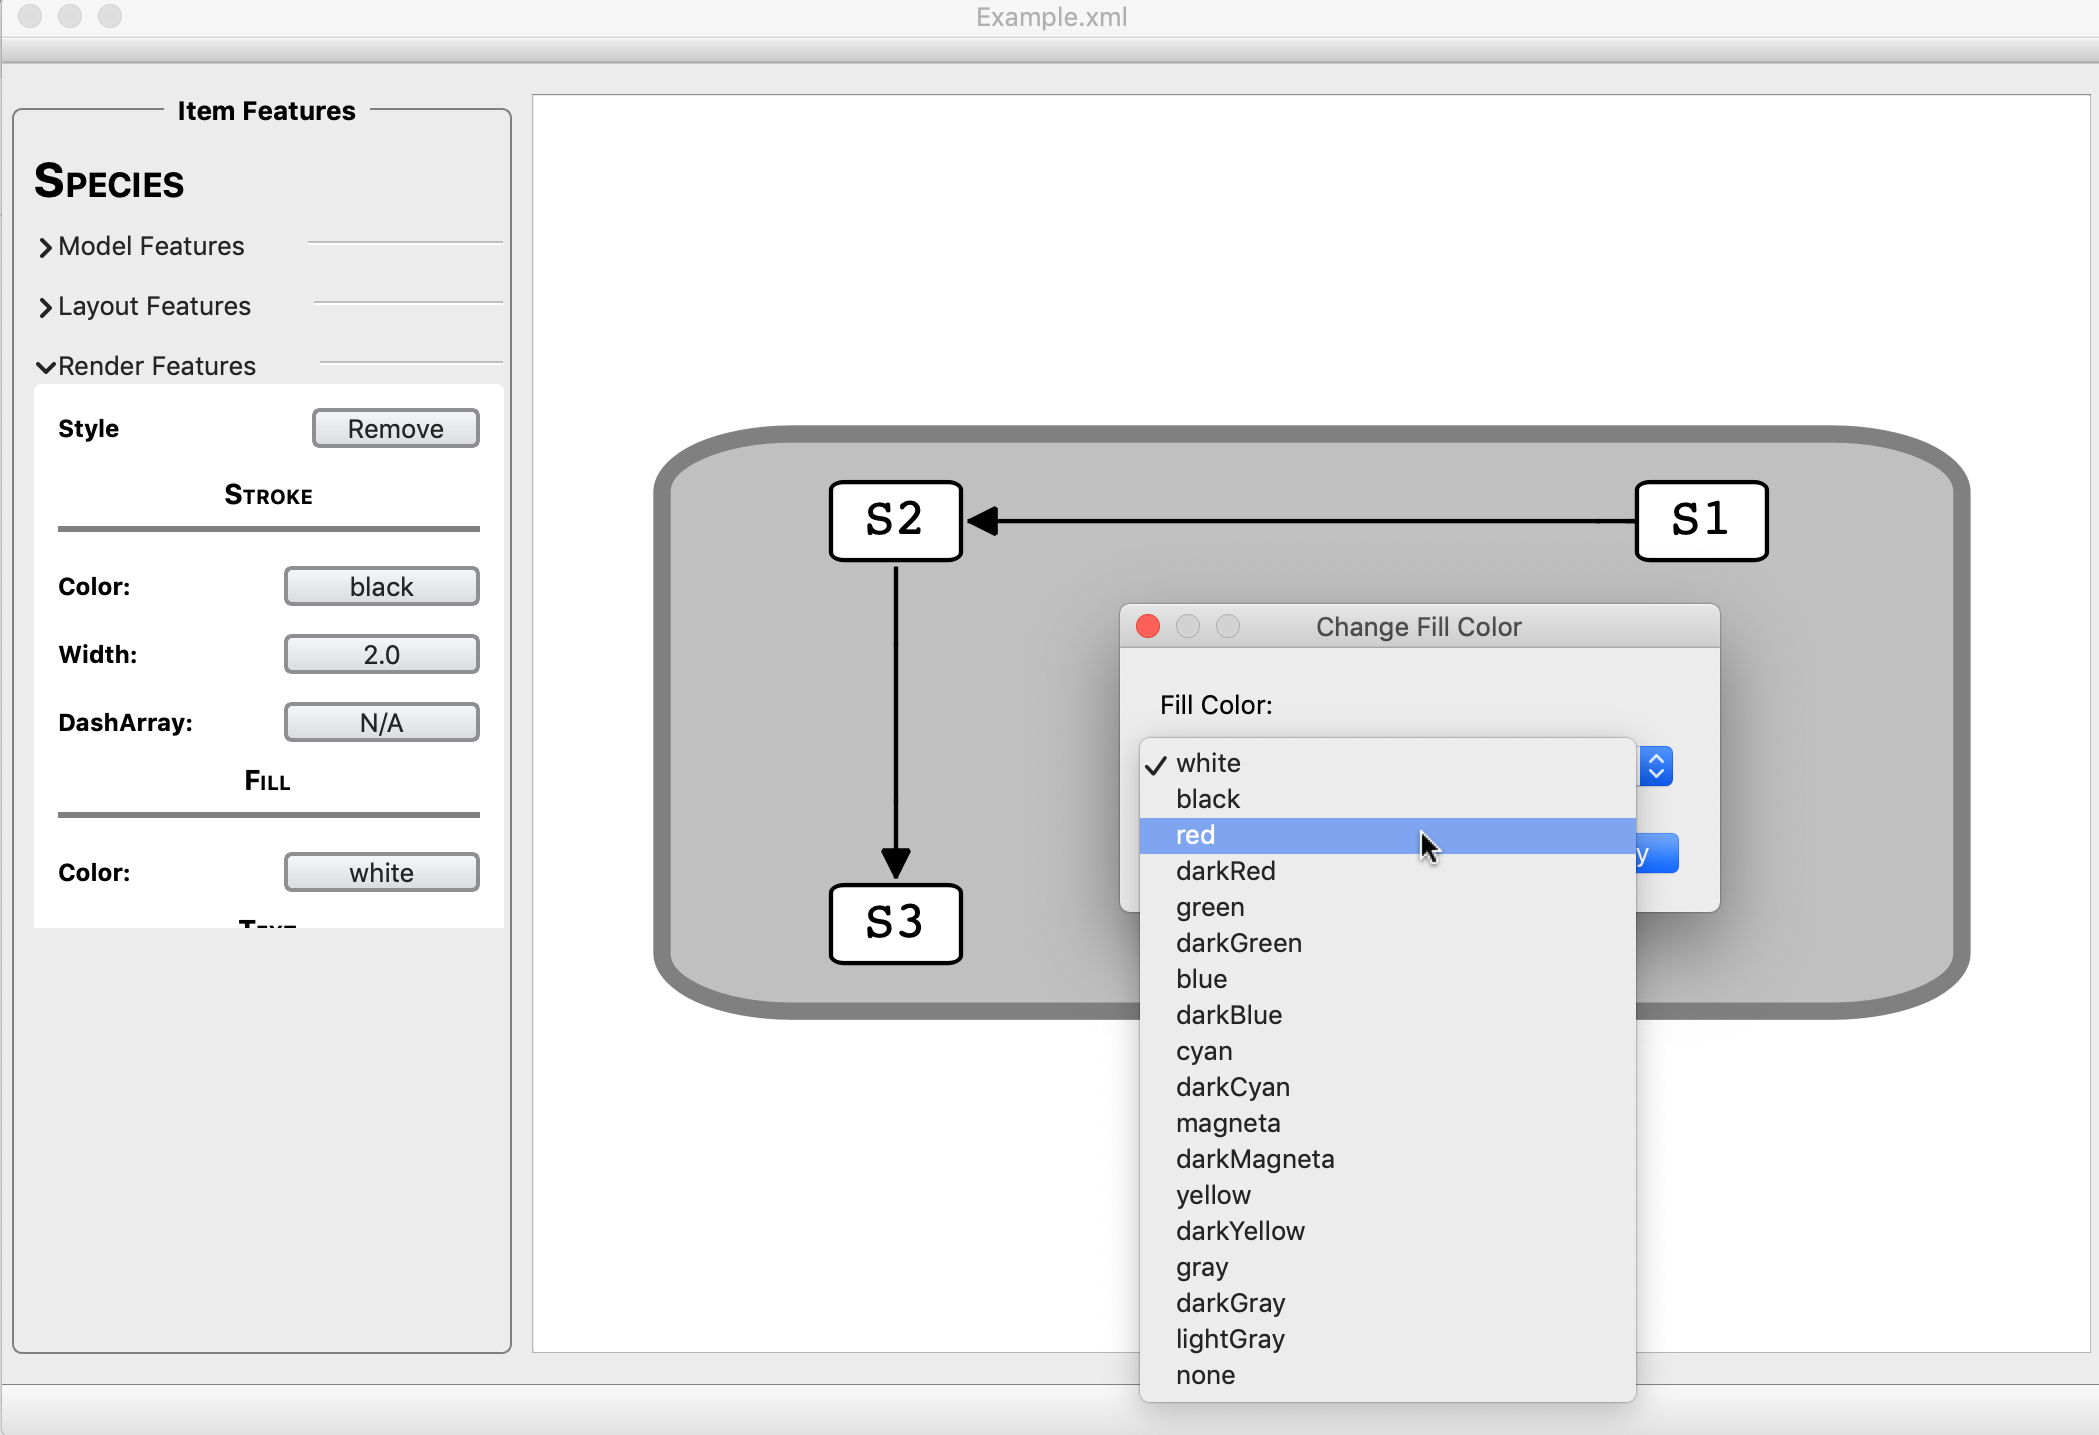 Example.xml
Item Features
Species
Model Features
Layout Features
Render Features
Style Remove
Stroke
Color: black
Width: 2.0
DashArray: N/A
Fill
Color: white
S2
S1
S3
Change Fill Color
Fill Color:
white
black
red
darkRed
green
darkGreen
blue
darkBlue
cyan
darkCyan
magneta
darkMagneta
yellow
darkYellow
gray
darkGray
lightGray
none
y